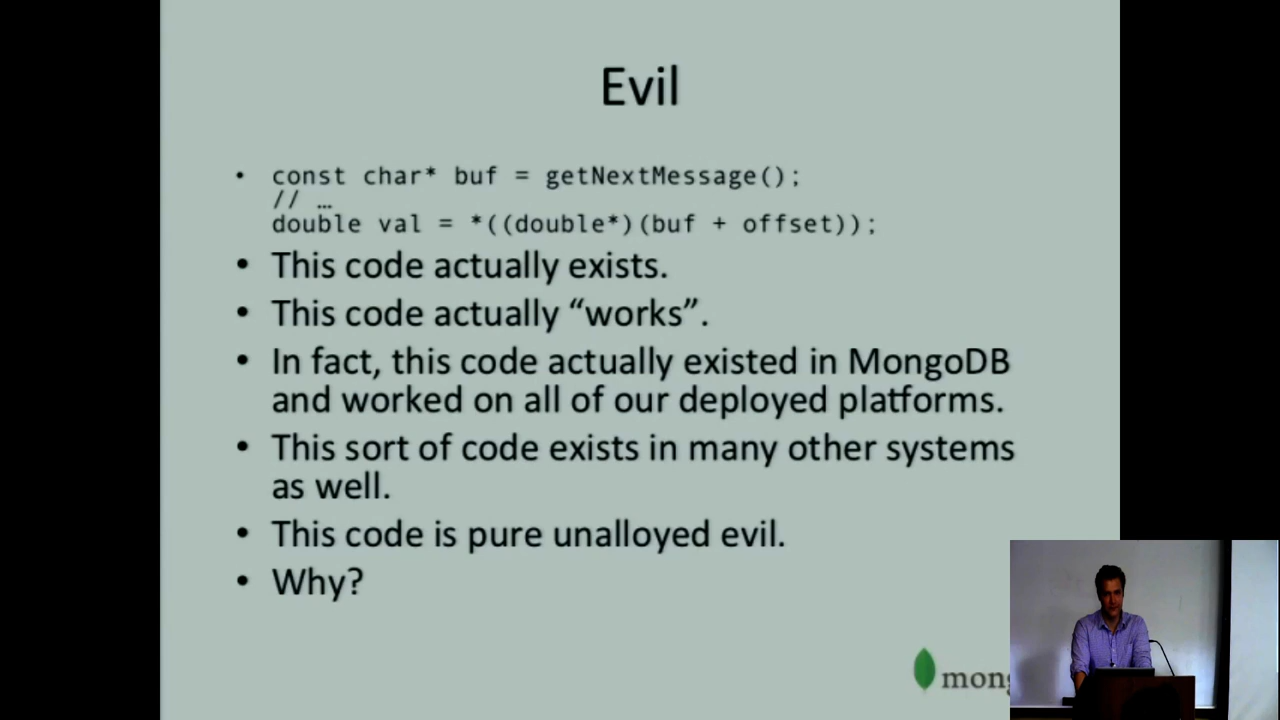 Evil
• const char* buf = getNextMessage();
// …
double val = *((double*)(buf + offset));
• This code actually exists.
• This code actually “works”.
• In fact, this code actually existed in MongoDB
and worked on all of our deployed platforms.
• This sort of code exists in many other systems
as well.
• This code is pure unalloyed evil.
• Why?
mong